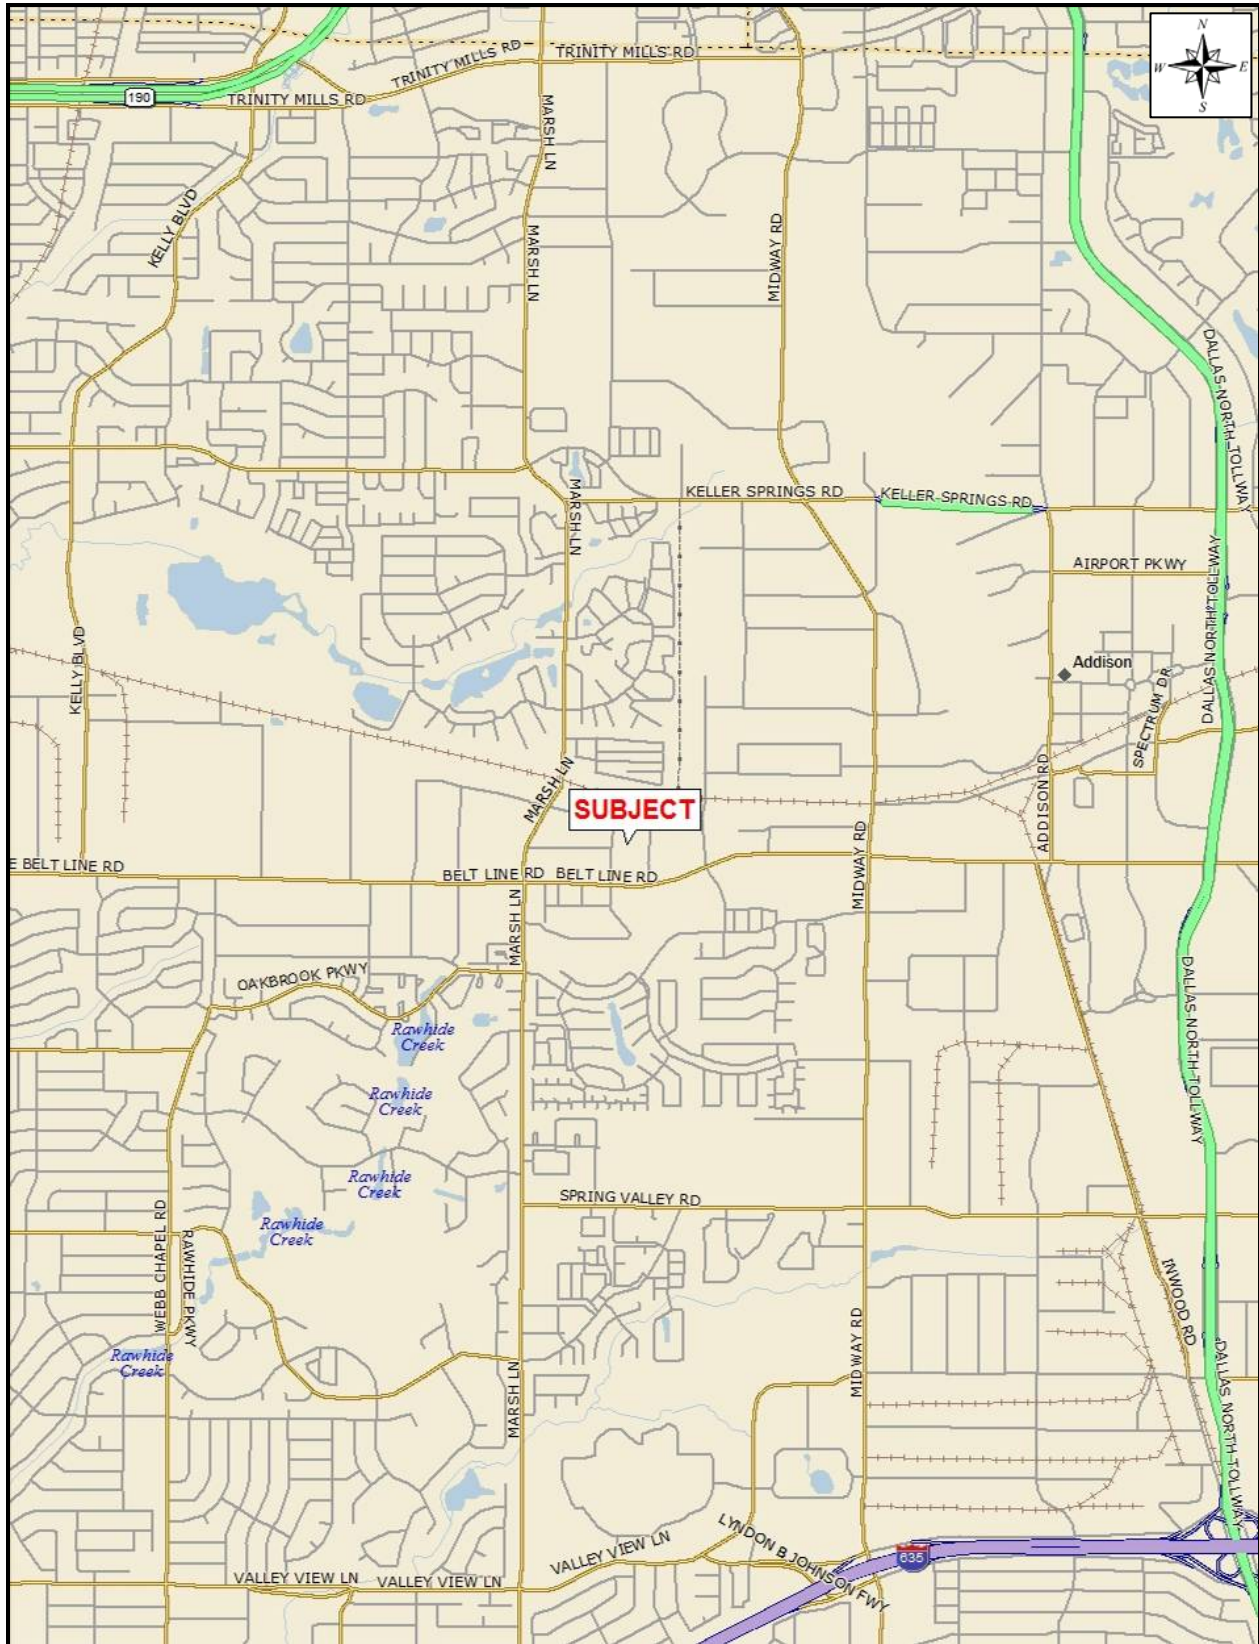 N
W E
S
TRINITY MILLS RD
TRINITY MILLS RD
190
TRINITY MILLS RD
MARSH LN
KELLY BLVD
MARSH LN
MIDWAY RD
DALLAS NORTH TOLLWAY
MARSH LN
KELLER SPRINGS RD
KELLER SPRINGS RD
AIRPORT PKWY
DALLAS NORTH TOLLWAY
KELLY BLVD
Addison
SPECTRUM DR
MARSH LN
SUBJECT
ADDISON RD
MIDWAY RD
E BELT LINE RD
BELT LINE RD
BELT LINE RD
MARSH LN
OAKBROOK PKWY
DALLAS NORTH TOLLWAY
Rawhide
Creek
Rawhide
Creek
Rawhide
Creek
SPRING VALLEY RD
Rawhide
Creek
WEBB CHAPEL RD
RAWHIDE PKWY
INWOOD RD
MIDWAY RD
Rawhide
Creek
MARSH LN
DALLAS NORTH TOLLWAY
LYNDON B JOHNSON FWY
635
VALLEY VIEW LN
VALLEY VIEW LN
VALLEY VIEW LN